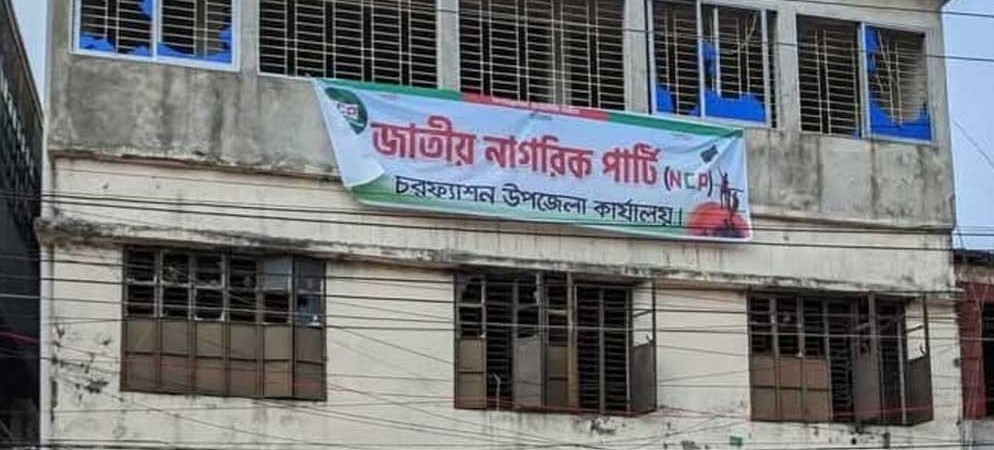 জাতীয় নাগরিক পার্টি (NCP)
চরফ্যাশন উপজেলা কার্যালয়।